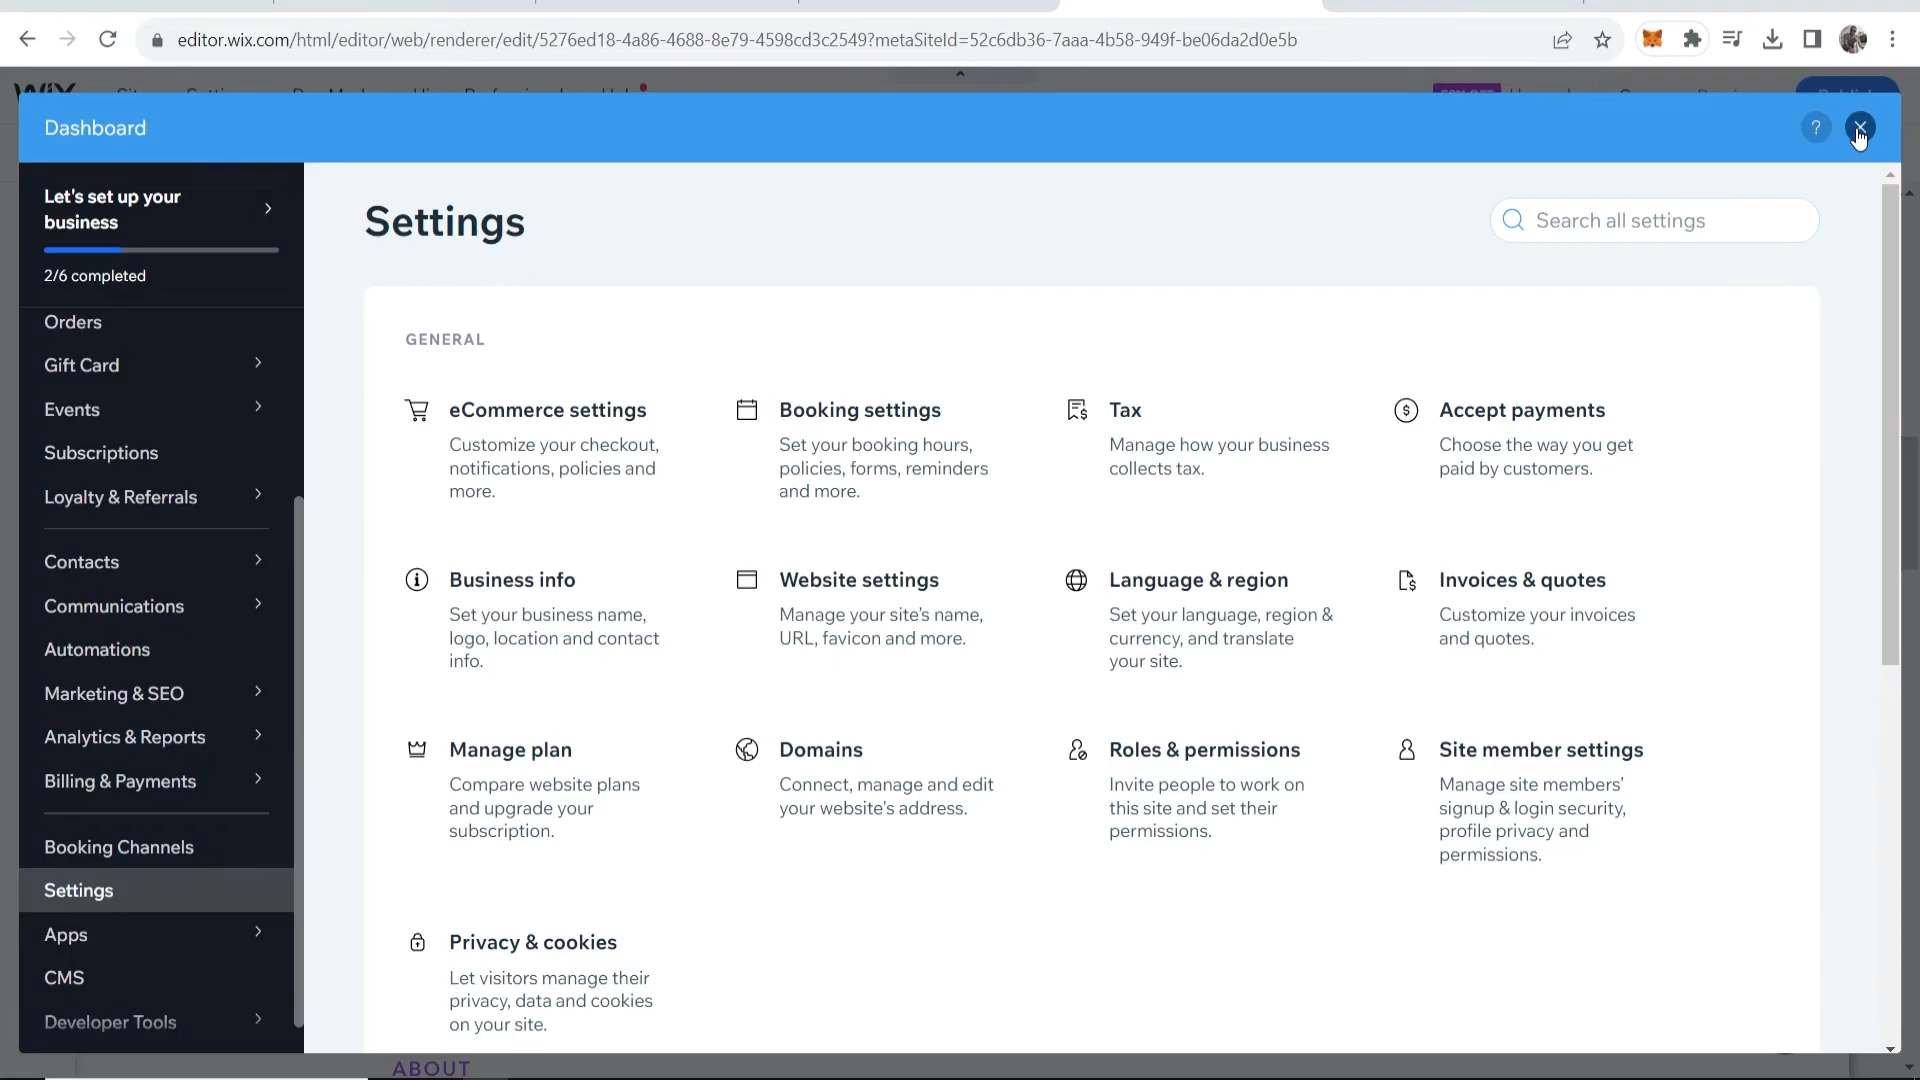 editor.wix.com/html/editor/web/renderer/edit/5276ed18-4a86-4688-8e79-4598cd3c2549?metaSiteId=52c6db36-7aaa-4b58-949f-be06da2d0e5b
Dashboard
?
Let's set up your
business
2/6 completed
Orders
Gift Card
Events
Subscriptions
Loyalty & Referrals
Contacts
Communications
Automations
Marketing & SEO
Analytics & Reports
Billing & Payments
Booking Channels
Settings
Apps
CMS
Developer Tools
Settings
Search all settings
GENERAL
eCommerce settings
Customize your checkout,
notifications, policies and
more.
Booking settings
Set your booking hours,
policies, forms, reminders
and more.
Tax
Manage how your business
collects tax.
Accept payments
Choose the way you get
paid by customers.
Business info
Set your business name,
logo, location and contact
info.
Website settings
Manage your site's name,
URL, favicon and more.
Language & region
Set your language, region &
currency, and translate
your site.
Invoices & quotes
Customize your invoices
and quotes.
Manage plan
Compare website plans
and upgrade your
subscription.
Domains
Connect, manage and edit
your website's address.
Roles & permissions
Invite people to work on
this site and set their
permissions.
Site member settings
Manage site members'
signup & login security,
profile privacy and
permissions.
Privacy & cookies
Let visitors manage their
privacy, data and cookies
on your site.
ABOUT